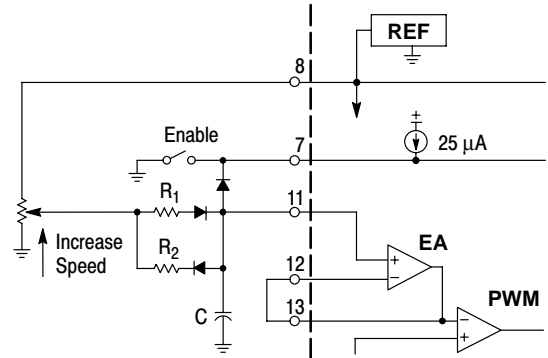 REF
8
Enable
7
25 μA
R1
11
Increase
Speed
R2
EA
12
13
PWM
C
+
−
−
+